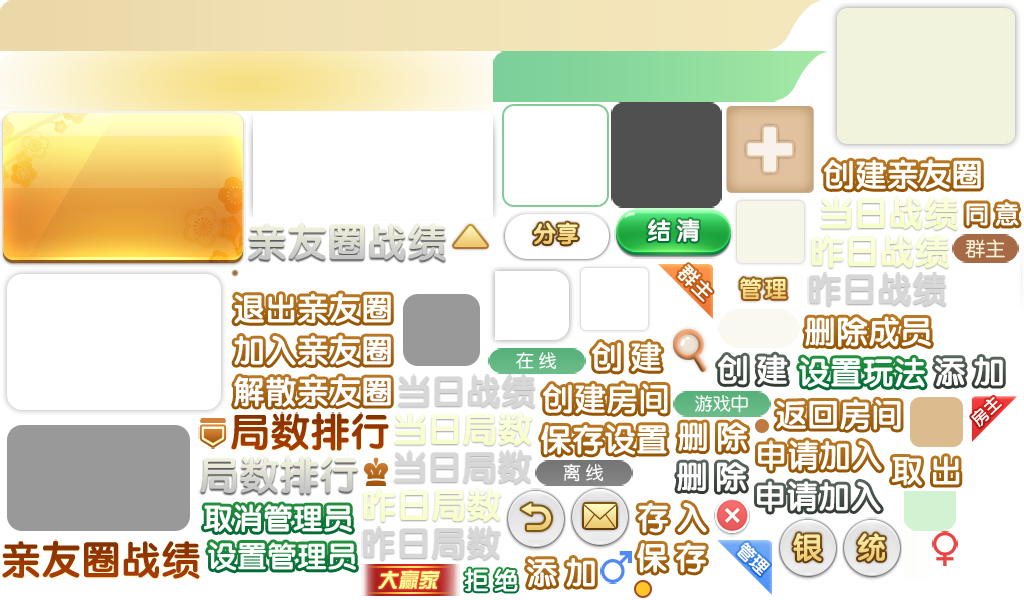 创建亲友圈
当日战绩
同意
分享
结清
亲友圈战绩
昨日战绩
群主
群主
管理
昨日战绩
退出亲友圈
删除成员
加入亲友圈
在线
创建
创建
设置玩法
添加
解散亲友圈
当日战绩
创建房间
游戏中
返回房间
房主
局数排行
当日局数
保存设置
删除
申请加入
局数排行
当日局数
离线
删除
取出
申请加入
取消管理员
昨日局数
存入
亲友圈战绩
设置管理员
昨日局数
保存
管理
银
统
大赢家
拒绝
添加